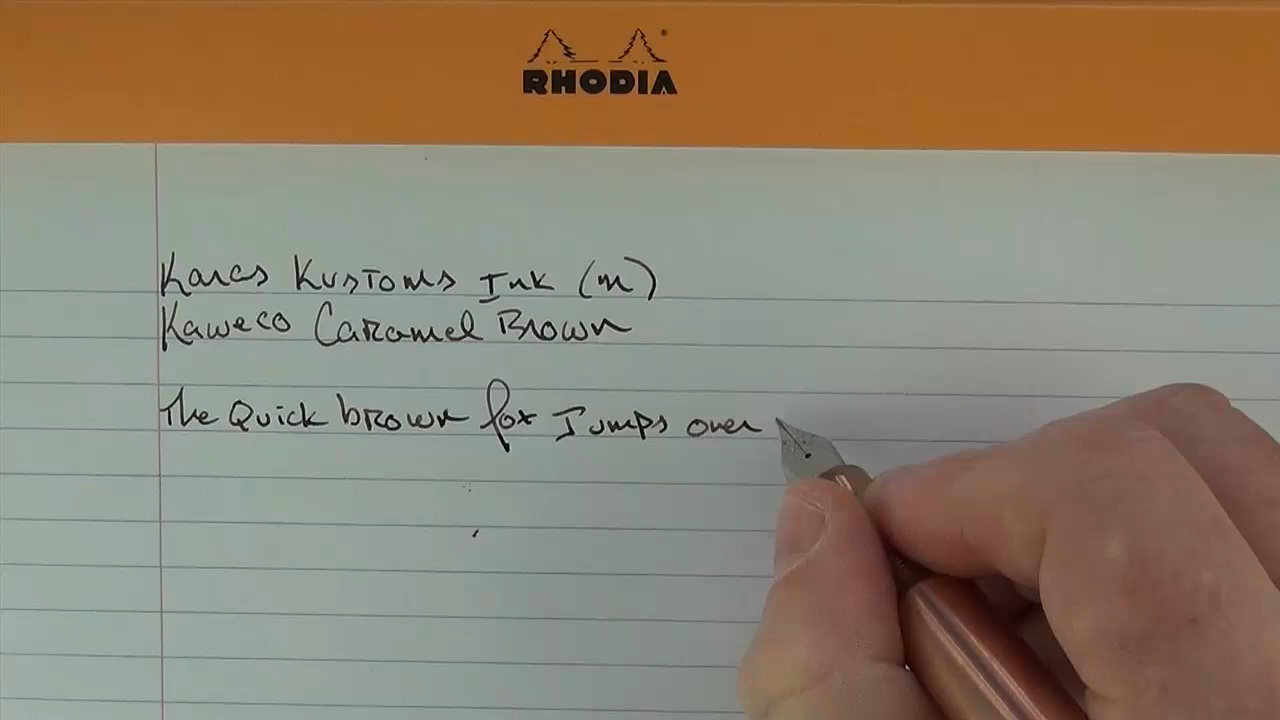 RHODIA
Karas Kustoms Ink (m)
Kaweco Caramel Brown
The Quick brown fox Jumps over